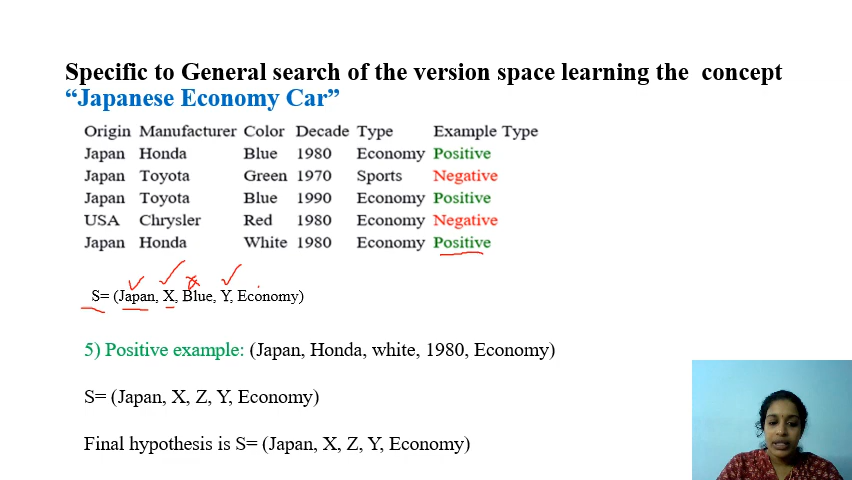 Specific to General search of the version space learning the concept
“Japanese Economy Car”
Origin Manufacturer Color Decade Type Example Type
Japan Honda Blue 1980 Economy Positive
Japan Toyota Green 1970 Sports Negative
Japan Toyota Blue 1990 Economy Positive
USA Chrysler Red 1980 Economy Negative
Japan Honda White 1980 Economy Positive
S= (Japan, X, Blue, Y, Economy)
5) Positive example: (Japan, Honda, white, 1980, Economy)
S= (Japan, X, Z, Y, Economy)
Final hypothesis is S= (Japan, X, Z, Y, Economy)